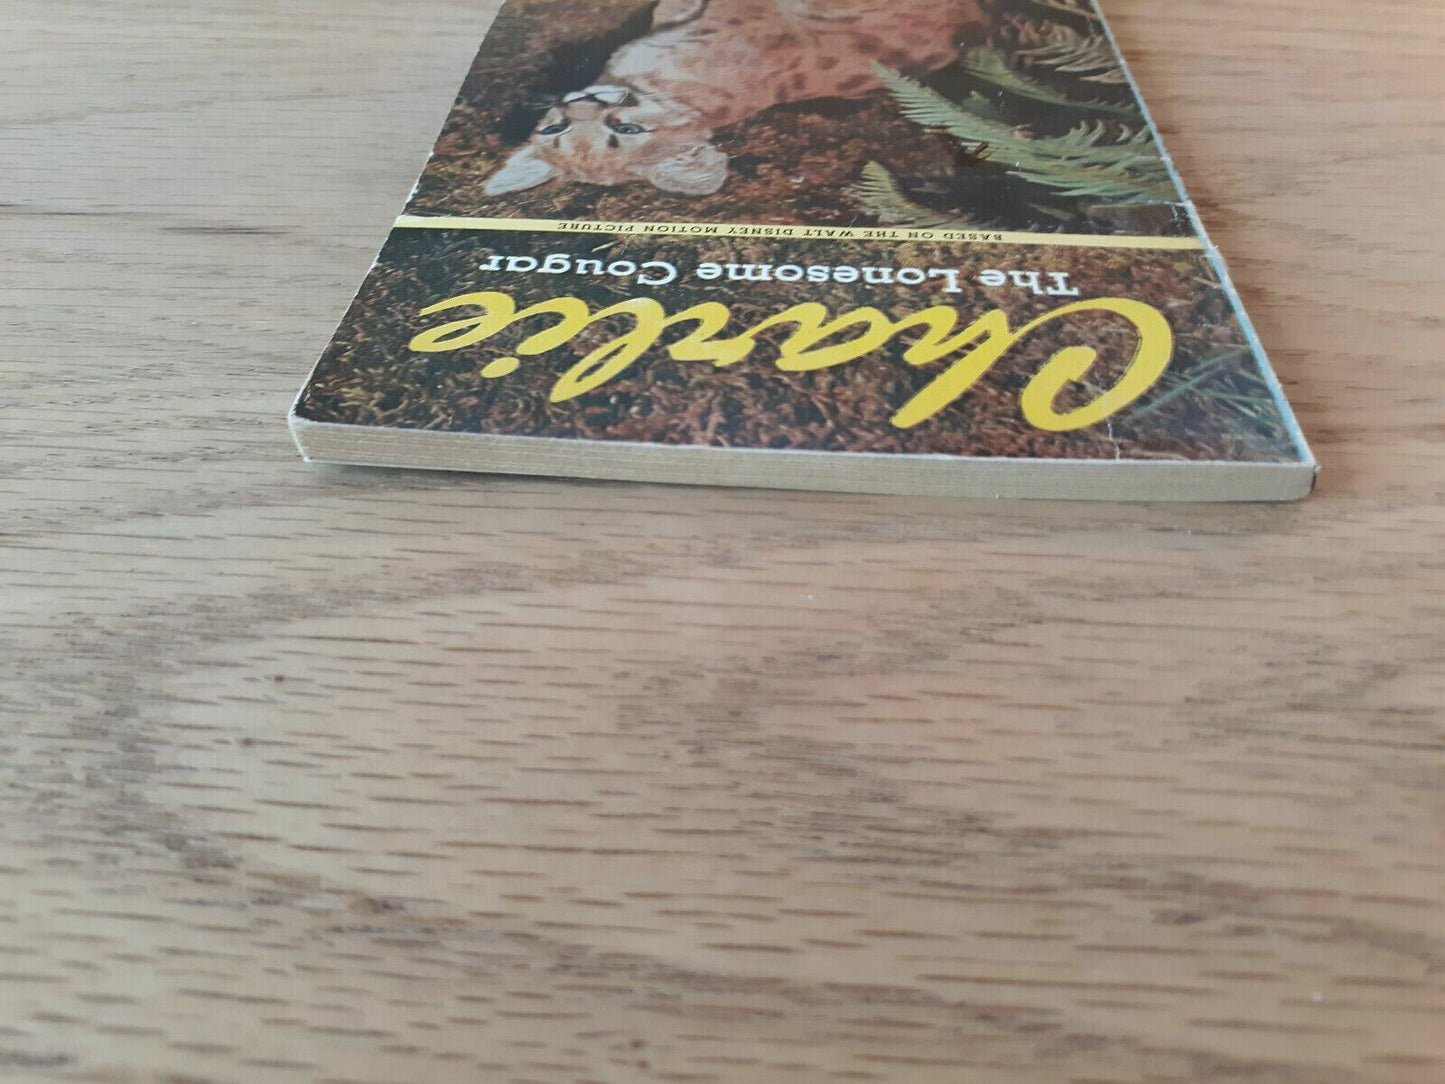 Charlie
The Lonesome Cougar
BASED ON THE WALT DISNEY MOTION PICTURE